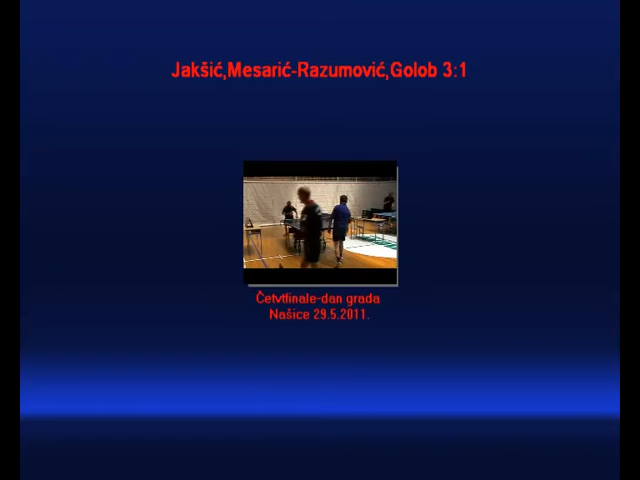 Jakšić,Mesarić-Razumović,Golob 3:1
Četvtfinale-dan grada
Našice 29.5.2011.